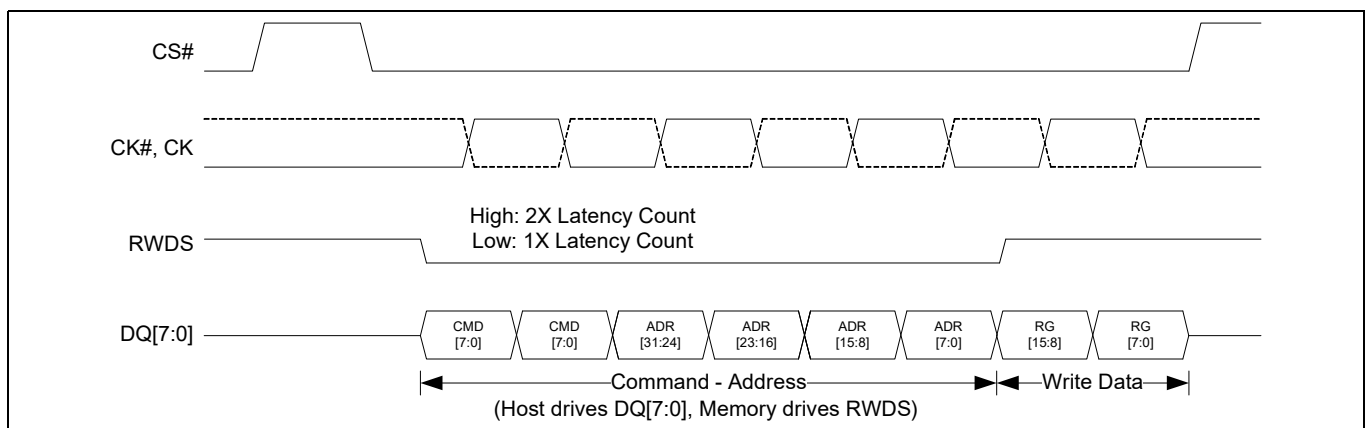 CS#
CK#, CK
High: 2X Latency Count
Low: 1X Latency Count
RWDS
DQ[7:0]
CMD [7:0]
CMD [7:0]
ADR [31:24]
ADR [23:16]
ADR [15:8]
ADR [7:0]
RG [15:8]
RG [7:0]
Command - Address
Write Data
(Host drives DQ[7:0], Memory drives RWDS)